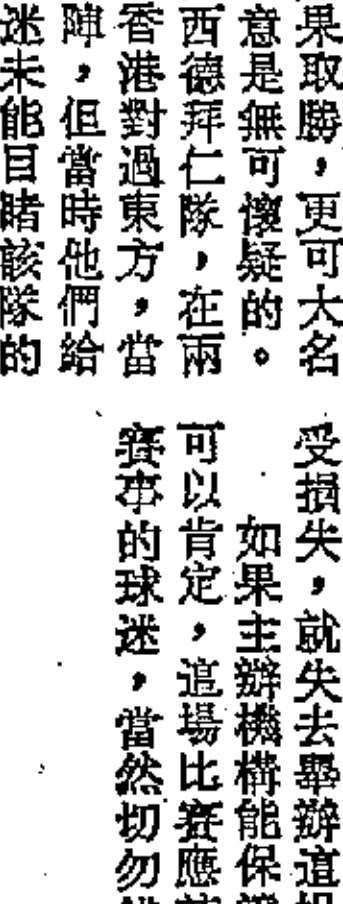 果取勝，更可大名
意是無可懷疑的。
西德拜仁隊，在兩
香港對過東方，當
陣，但當時他們給
迷未能目睹該隊的
受損失，就失去舉辦這
如果主辦機構能保
可以肯定，這場比賽應
賽事的球迷，當然切勿